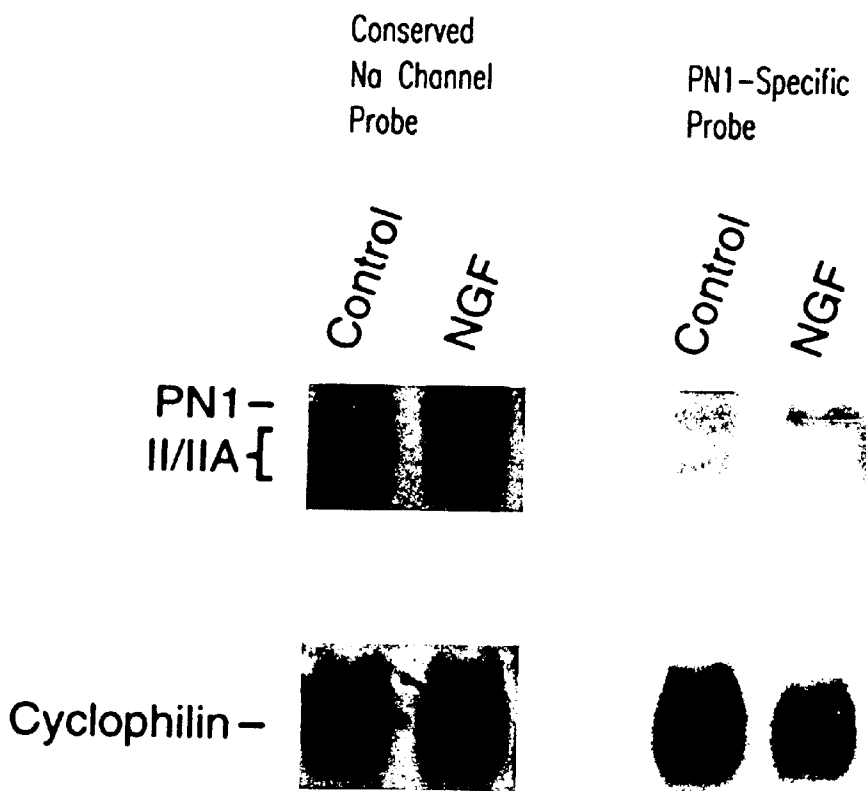 Conserved
Na Channel
Probe
PN1-Specific
Probe
Control
NGF
Control
NGF
PN1-
II/IIA-{
Cyclophilin-